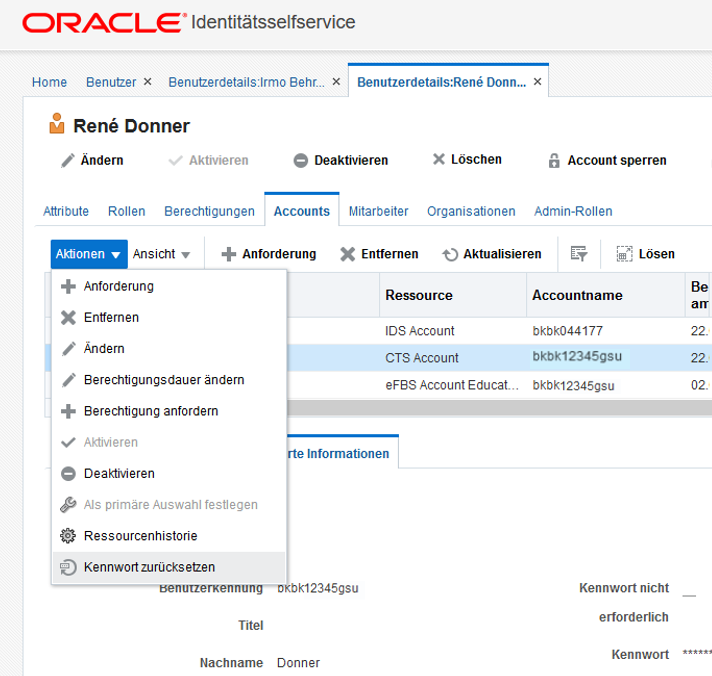 ORACLE® Identitätsselfservice
Home Benutzer × Benutzerdetails:Irmo Behr... × Benutzerdetails:René Donn... ×
René Donner
Ändern Aktivieren Deaktivieren Löschen Account sperren
Attribute Rollen Berechtigungen Accounts Mitarbeiter Organisationen Admin-Rollen
Aktionen Ansicht Anforderung Entfernen Aktualisieren Lösen
Anforderung
Entfernen
Ändern
Berechtigungsdauer ändern
Berechtigung anfordern
Aktivieren
Deaktivieren
Als primäre Auswahl festlegen
Ressourcenhistorie
Kennwort zurücksetzen
Ressource Accountname Be
am
IDS Account bkbk044177 22.
CTS Account bkbk12345gsu 22.
eFBS Account Educat... bkbk12345gsu 02.
rte Informationen
Benutzerkennung bkbk12345gsu
Titel
Nachname Donner
Kennwort nicht
erforderlich
Kennwort ******